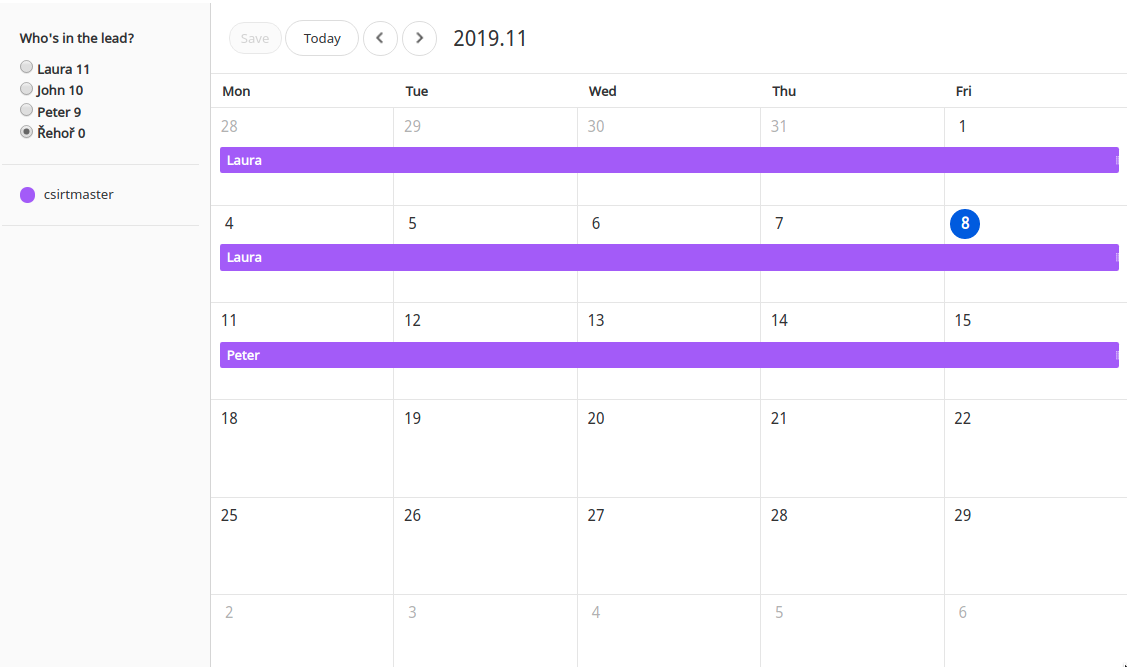 Who's in the lead?
Laura 11
John 10
Peter 9
Řehoř 0
csirtmaster
Save Today 2019.11
Mon Tue Wed Thu Fri
28 29 30 31 1
Laura
4 5 6 7 8
Laura
11 12 13 14 15
Peter
18 19 20 21 22
25 26 27 28 29
2 3 4 5 6